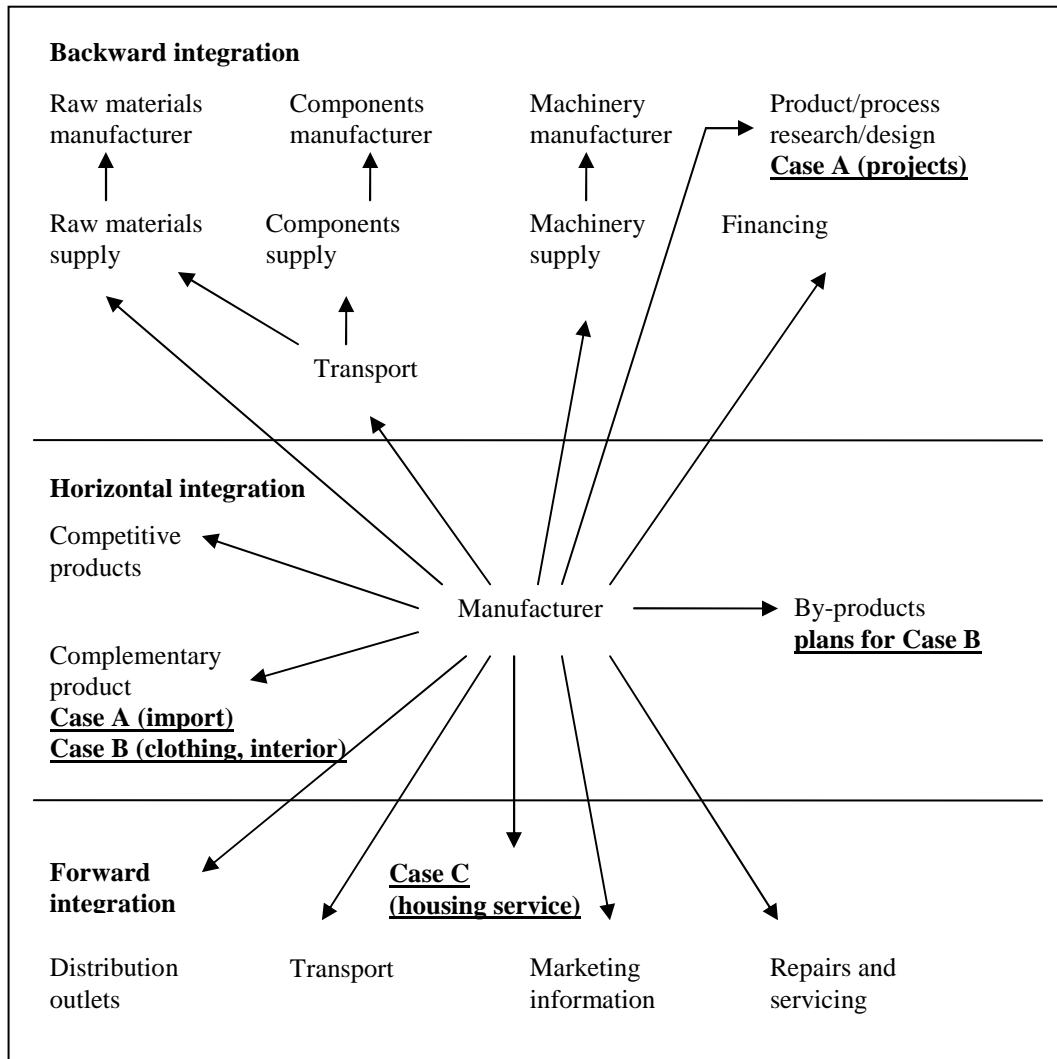 Backward integration
Raw materials
manufacturer
Components
manufacturer
Machinery
manufacturer
Product/process
research/design
Case A (projects)
Raw materials
supply
Components
supply
Machinery
supply
Financing
Transport
Horizontal integration
Competitive
products
Manufacturer
By-products
plans for Case B
Complementary
product
Case A (import)
Case B (clothing, interior)
Forward
integration
Case C
(housing service)
Distribution
outlets
Transport
Marketing
information
Repairs and
servicing